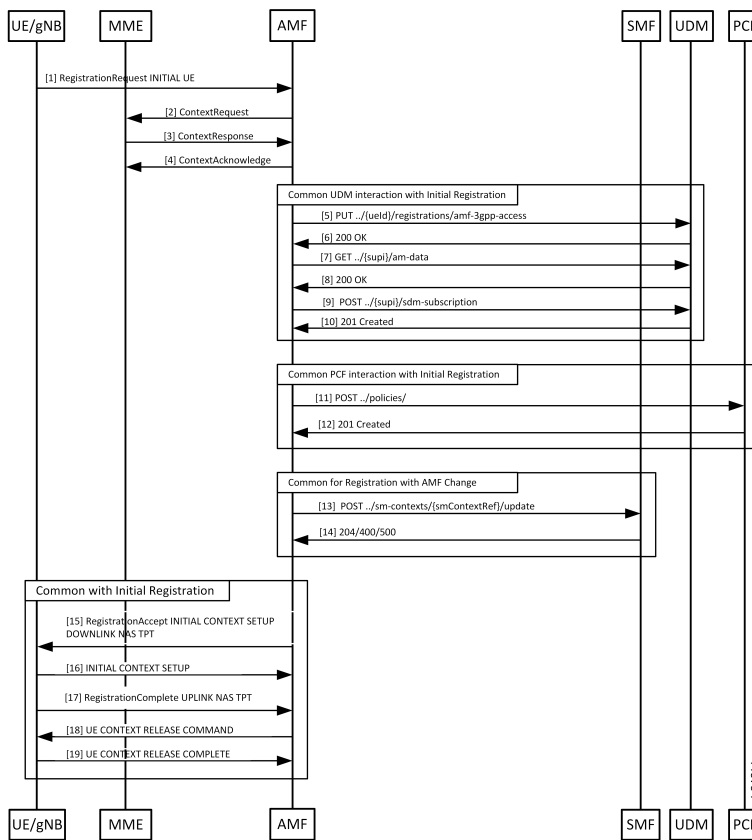 UE/gNB
MME
AMF
SMF
UDM
[1] RegistrationRequest INITIAL UE
[2] ContextRequest
[3] ContextResponse
[4] ContextAcknowledge
Common UDM interaction with Initial Registration
[5] PUT ../{ueId}/registrations/amf-3gpp-access
[6] 200 OK
[7] GET ../{supi}/am-data
[8] 200 OK
[9] POST ../{supi}/sdm-subscription
[10] 201 Created
Common PCF interaction with Initial Registration
[11] POST ../policies/
[12] 201 Created
Common for Registration with AMF Change
[13] POST ../sm-contexts/{smContextRef}/update
[14] 204/400/500
Common with Initial Registration
[15] RegistrationAccept INITIAL CONTEXT SETUP
DOWNLINK NAS TPT
[16] INITIAL CONTEXT SETUP
[17] RegistrationComplete UPLINK NAS TPT
[18] UE CONTEXT RELEASE COMMAND
[19] UE CONTEXT RELEASE COMPLETE
UE/gNB
MME
AMF
SMF
UDM